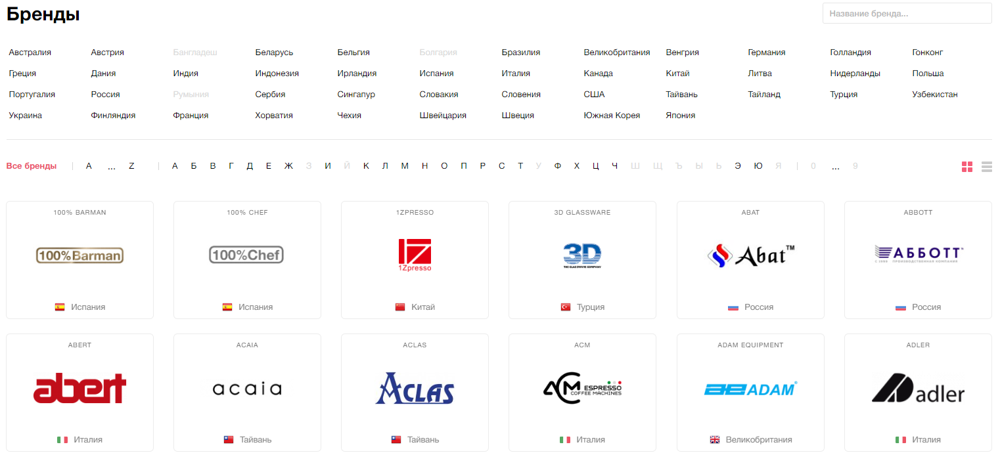 Бренды
Название бренда...
Австралия Австрия Бангладеш Беларусь Бельгия Болгария Бразилия Великобритания Венгрия Германия Голландия Гонконг
Греция Дания Индия Индонезия Ирландия Испания Италия Канада Китай Литва Нидерланды Польша
Португалия Россия Румыния Сербия Сингапур Словакия Словения США Тайвань Тайланд Турция Узбекистан
Украина Финляндия Франция Хорватия Чехия Швейцария Швеция Южная Корея Япония
Все бренды A ... Z А Б В Г Д Е Ж З И Й К Л М Н О П Р С Т У Ф Х Ц Ч Ш Щ Ъ Ы Ь Э Ю Я 0 ... 9
100% BARMAN 100% CHEF 1ZPRESSO 3D GLASSWARE ABAT ABBOTT
100%Barman 100%Chef 1Zpresso 3D THE GLASSWARE COMPANY Abat™ АББОТТ™ С 1998 ПРОИЗВОДСТВЕННАЯ КОМПАНИЯ
Испания Испания Китай Турция Россия Россия
ABERT ACAIA ACLAS ACM ADAM EQUIPMENT ADLER
abert acaia ACLAS ACM ESPRESSO COFFEE MACHINES ae ADAM® adler
Италия Тайвань Тайвань Италия Великобритания Италия